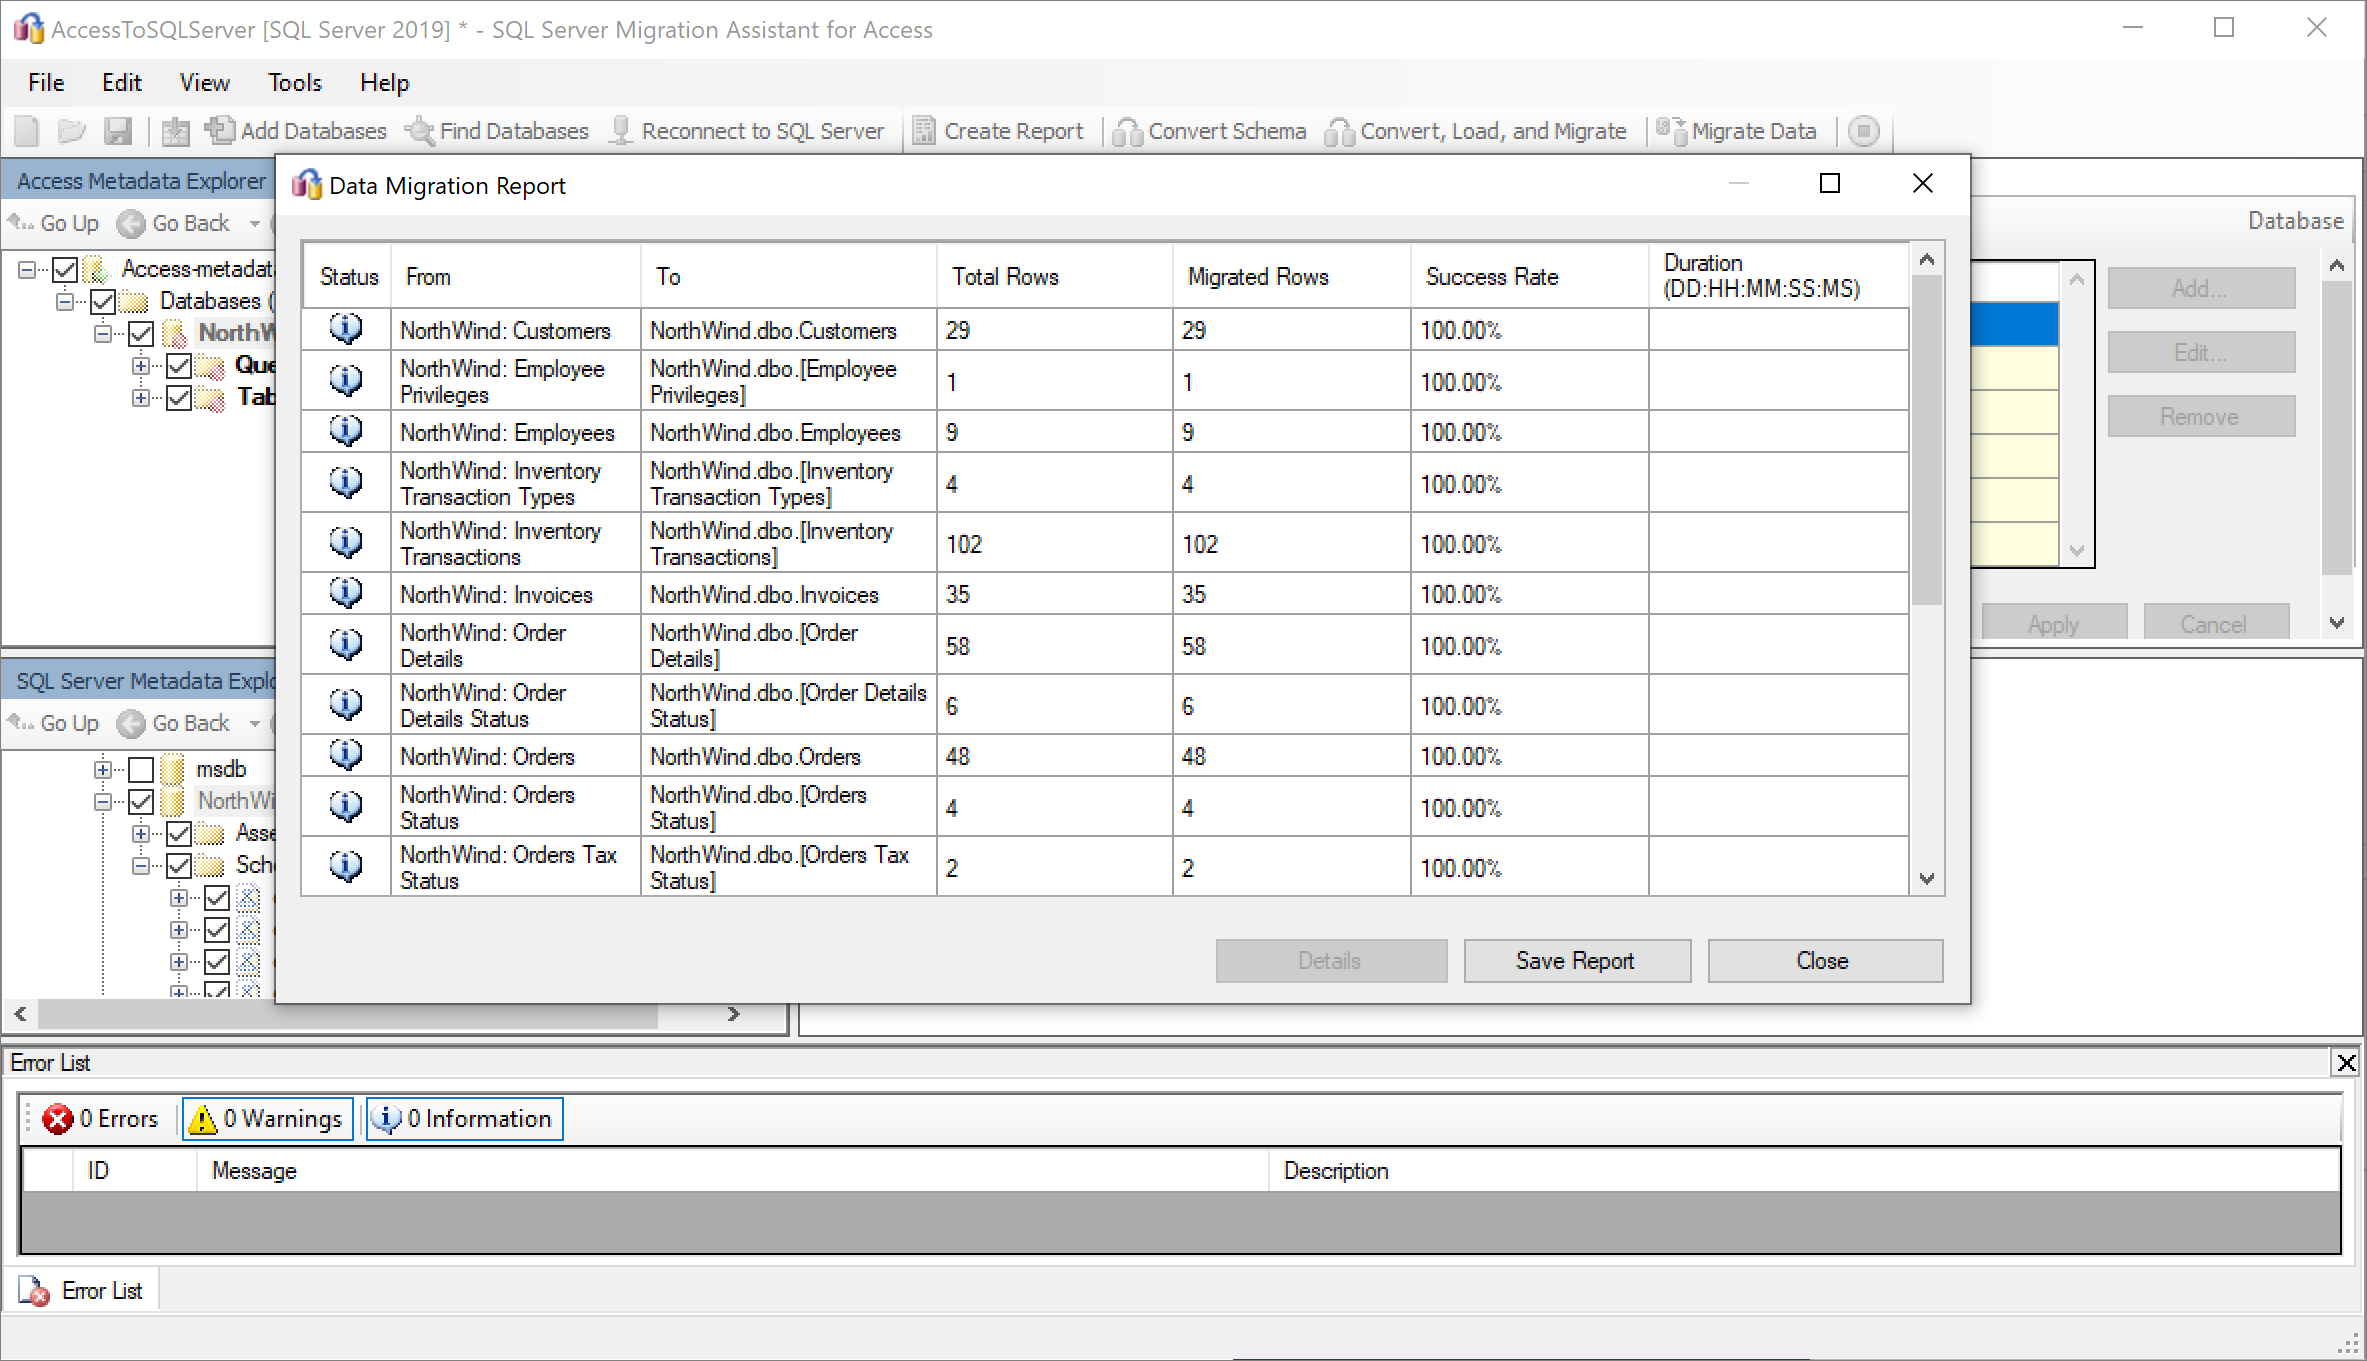 AccessToSQLServer [SQL Server 2019] * - SQL Server Migration Assistant for Access
File Edit View Tools Help
Add Databases Find Databases Reconnect to SQL Server Create Report Convert Schema Convert, Load, and Migrate Migrate Data
Access Metadata Explorer
Go Up Go Back
Access-metadat
Databases (
NorthW
Que
Tab
Database
Add...
Edit...
Remove
Apply Cancel
SQL Server Metadata Explo
Go Up Go Back
msdb
NorthWi
Asse
Sche
Data Migration Report
Status From To Total Rows Migrated Rows Success Rate Duration
(DD:HH:MM:SS:MS)
NorthWind: Customers NorthWind.dbo.Customers 29 29 100.00%
NorthWind: Employee NorthWind.dbo.[Employee
Privileges Privileges] 1 1 100.00%
NorthWind: Employees NorthWind.dbo.Employees 9 9 100.00%
NorthWind: Inventory NorthWind.dbo.[Inventory
Transaction Types Transaction Types] 4 4 100.00%
NorthWind: Inventory NorthWind.dbo.[Inventory
Transactions Transactions] 102 102 100.00%
NorthWind: Invoices NorthWind.dbo.Invoices 35 35 100.00%
NorthWind: Order NorthWind.dbo.[Order
Details Details] 58 58 100.00%
NorthWind: Order NorthWind.dbo.[Order Details
Details Status Status] 6 6 100.00%
NorthWind: Orders NorthWind.dbo.Orders 48 48 100.00%
NorthWind: Orders NorthWind.dbo.[Orders
Status Status] 4 4 100.00%
NorthWind: Orders Tax NorthWind.dbo.[Orders Tax
Status Status] 2 2 100.00%
Details Save Report Close
Error List
0 Errors 0 Warnings 0 Information
ID Message Description
Error List